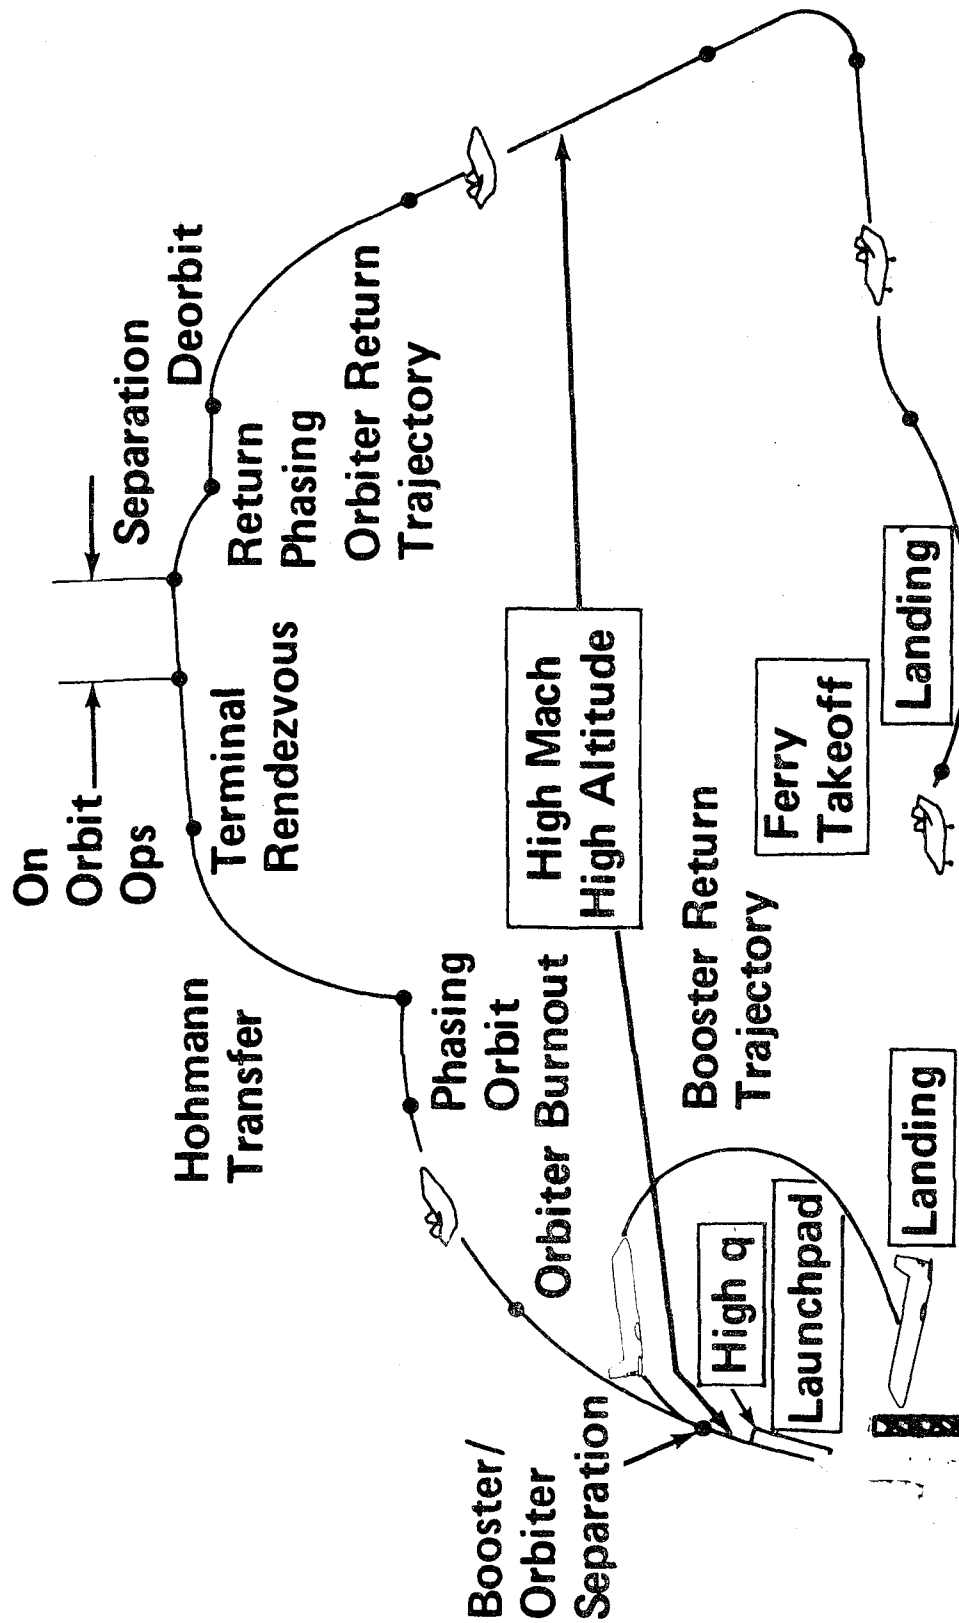 On
Orbit
Ops
Separation
Deorbit
Hohmann
Transfer
Terminal
Rendezvous
Return
Phasing
Orbiter Return
Trajectory
Phasing
Orbit
Orbiter Burnout
Booster/
Orbiter
Separation
High Mach
High Altitude
Booster Return
Trajectory
High q
Launchpad
Ferry
Takeoff
Landing
Landing